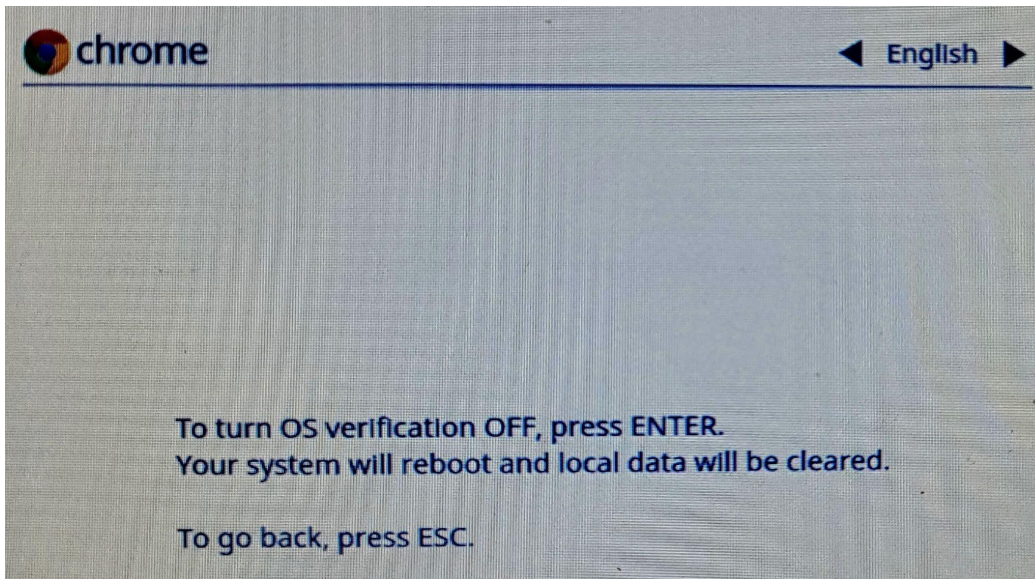 chrome
English
To turn OS verification OFF, press ENTER.
Your system will reboot and local data will be cleared.
To go back, press ESC.